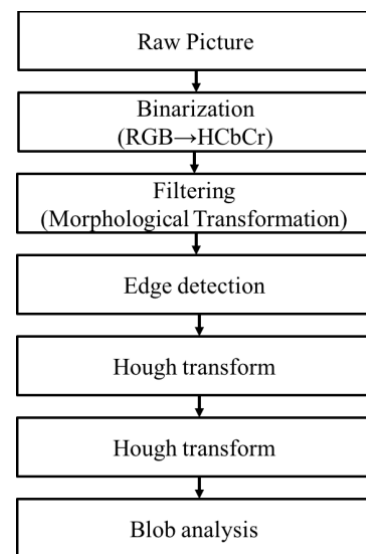 Raw Picture
Binarization
(RGB→HCbCr)
Filtering
(Morphological Transformation)
Edge detection
Hough transform
Hough transform
Blob analysis